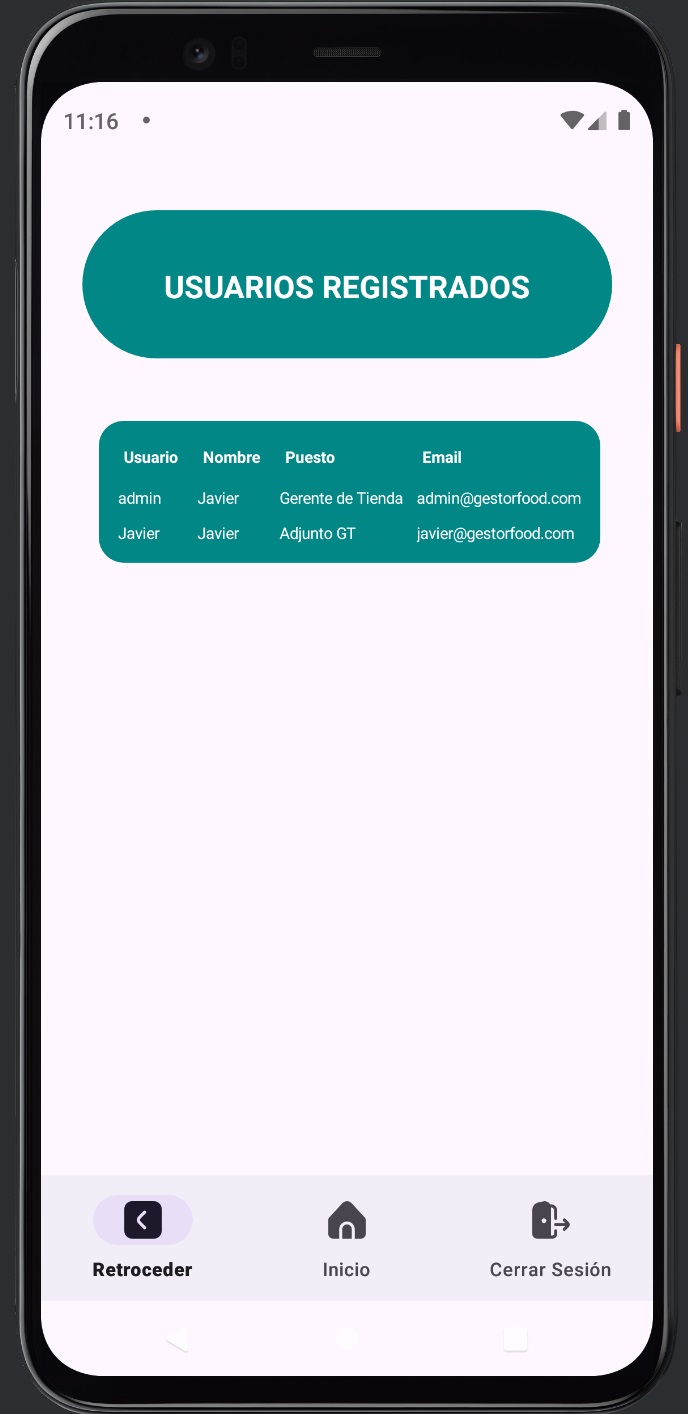 11:16
USUARIOS REGISTRADOS
Usuario Nombre Puesto Email
admin Javier Gerente de Tienda admin@gestorfood.com
Javier Javier Adjunto GT javier@gestorfood.com
Retroceder Inicio Cerrar Sesión